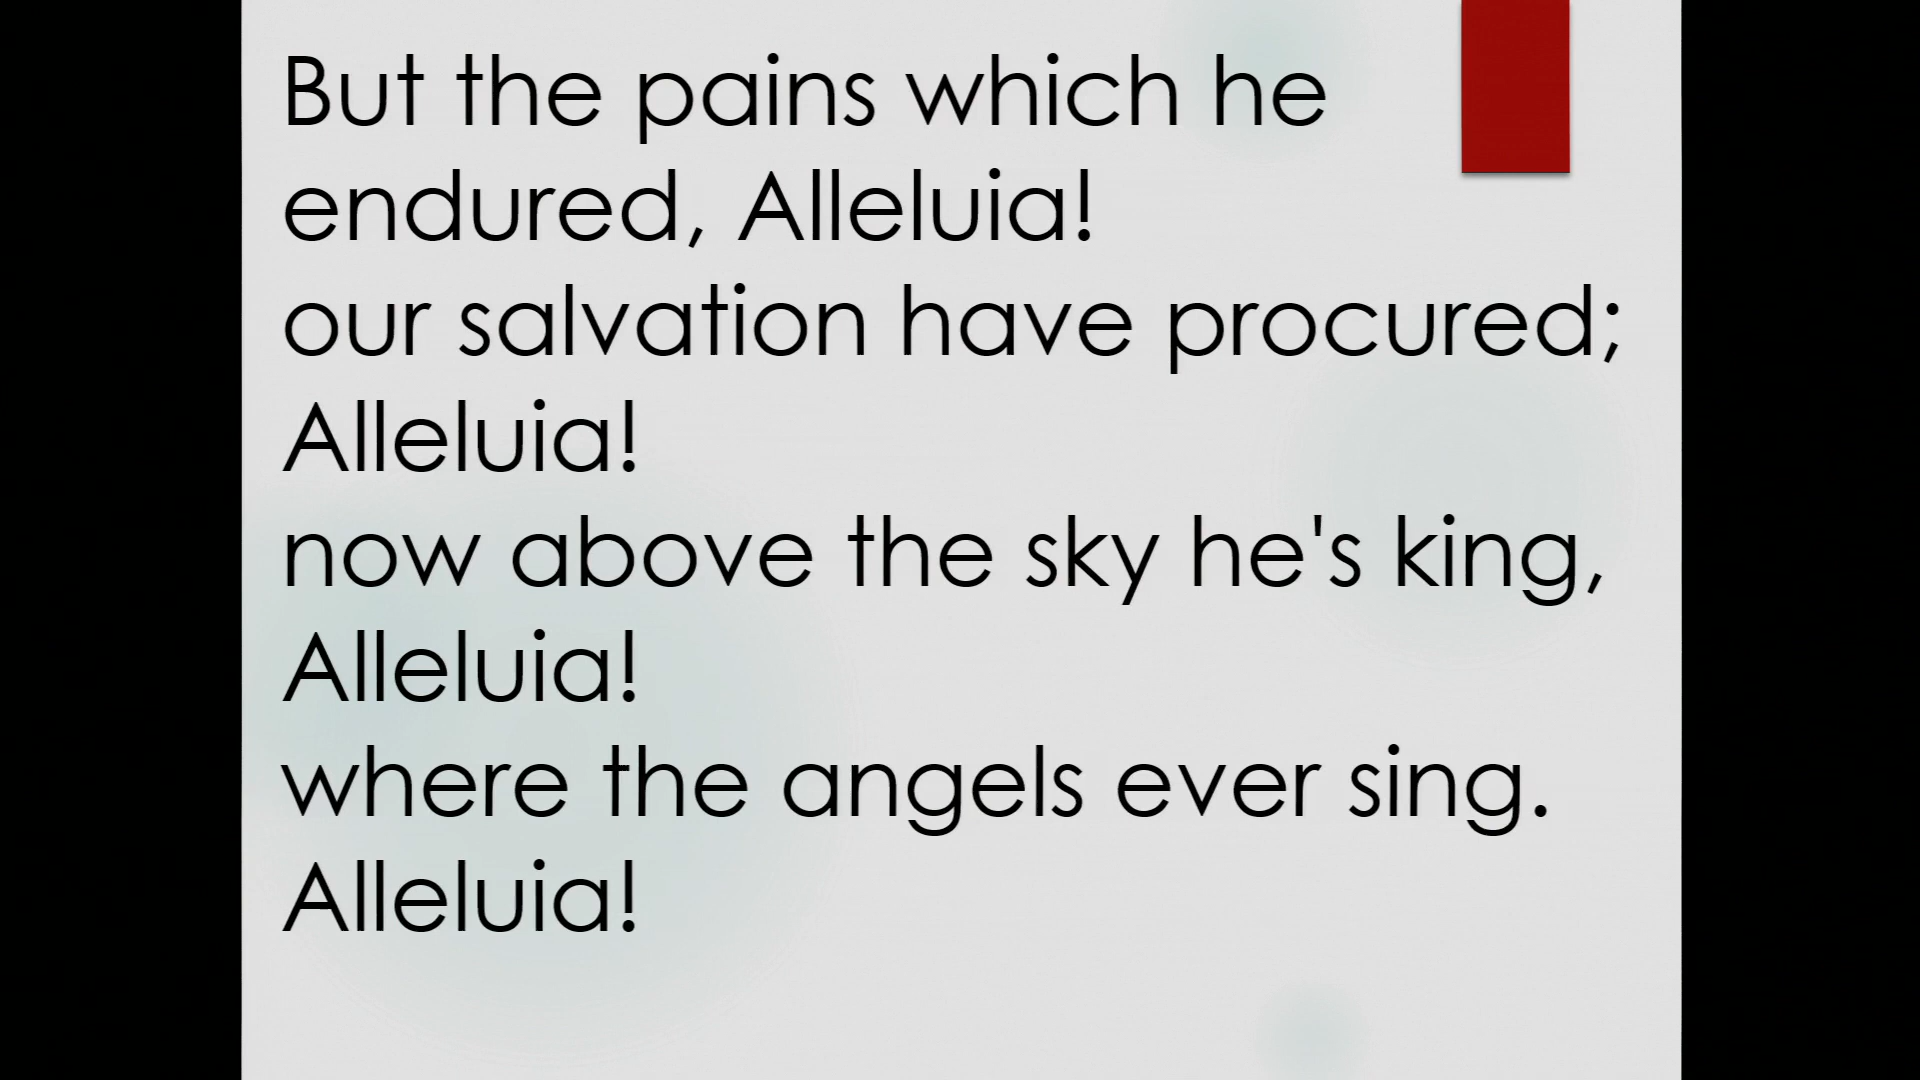 But the pains which he
endured, Alleluia!
our salvation have procured;
Alleluia!
now above the sky he's king,
Alleluia!
where the angels ever sing.
Alleluia!